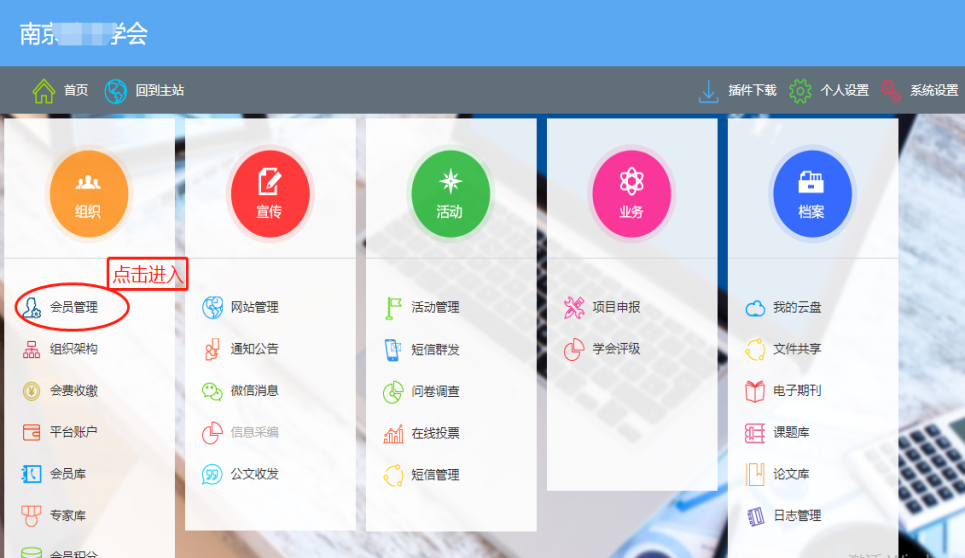 南京 学会
首页 回到主站 插件下载 个人设置 系统设置
组织 宣传 活动 业务 档案
点击进入
会员管理 网站管理 活动管理 项目申报 我的云盘
组织架构 通知公告 短信群发 学会评级 文件共享
会费收缴 微信消息 问卷调查 电子期刊
平台账户 信息采编 在线投票 课题库
会员库 公文收发 短信管理 论文库
专家库 日志管理
会员积分